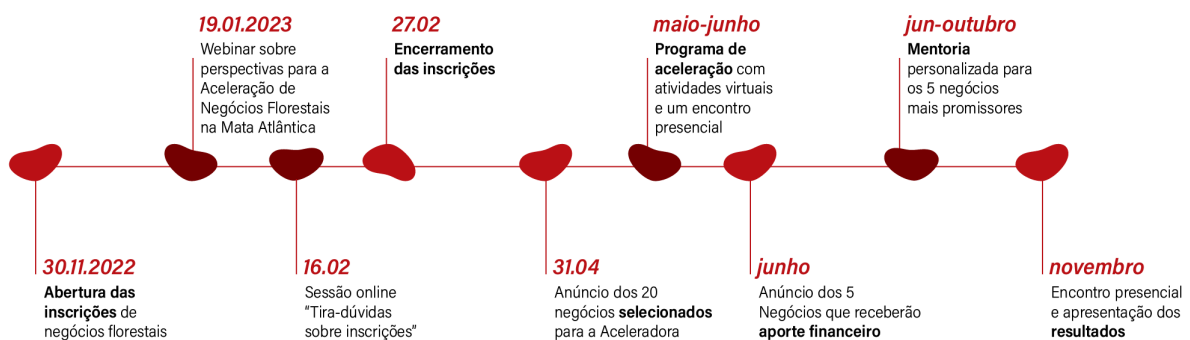 30.11.2022
Abertura das
inscrições de
negócios florestais
19.01.2023
Webinar sobre
perspectivas para a
Aceleração de
Negócios Florestais
na Mata Atlântica
16.02
Sessão online
“Tira-dúvidas
sobre inscrições”
27.02
Encerramento
das inscrições
31.04
Anúncio dos 20
negócios selecionados
para a Aceleradora
maio-junho
Programa de
aceleração com
atividades virtuais
e um encontro
presencial
junho
Anúncio dos 5
Negócios que receberão
aporte financeiro
jun-outubro
Mentoria
personalizada para
os 5 negócios
mais promissores
novembro
Encontro presencial
e apresentação dos
resultados